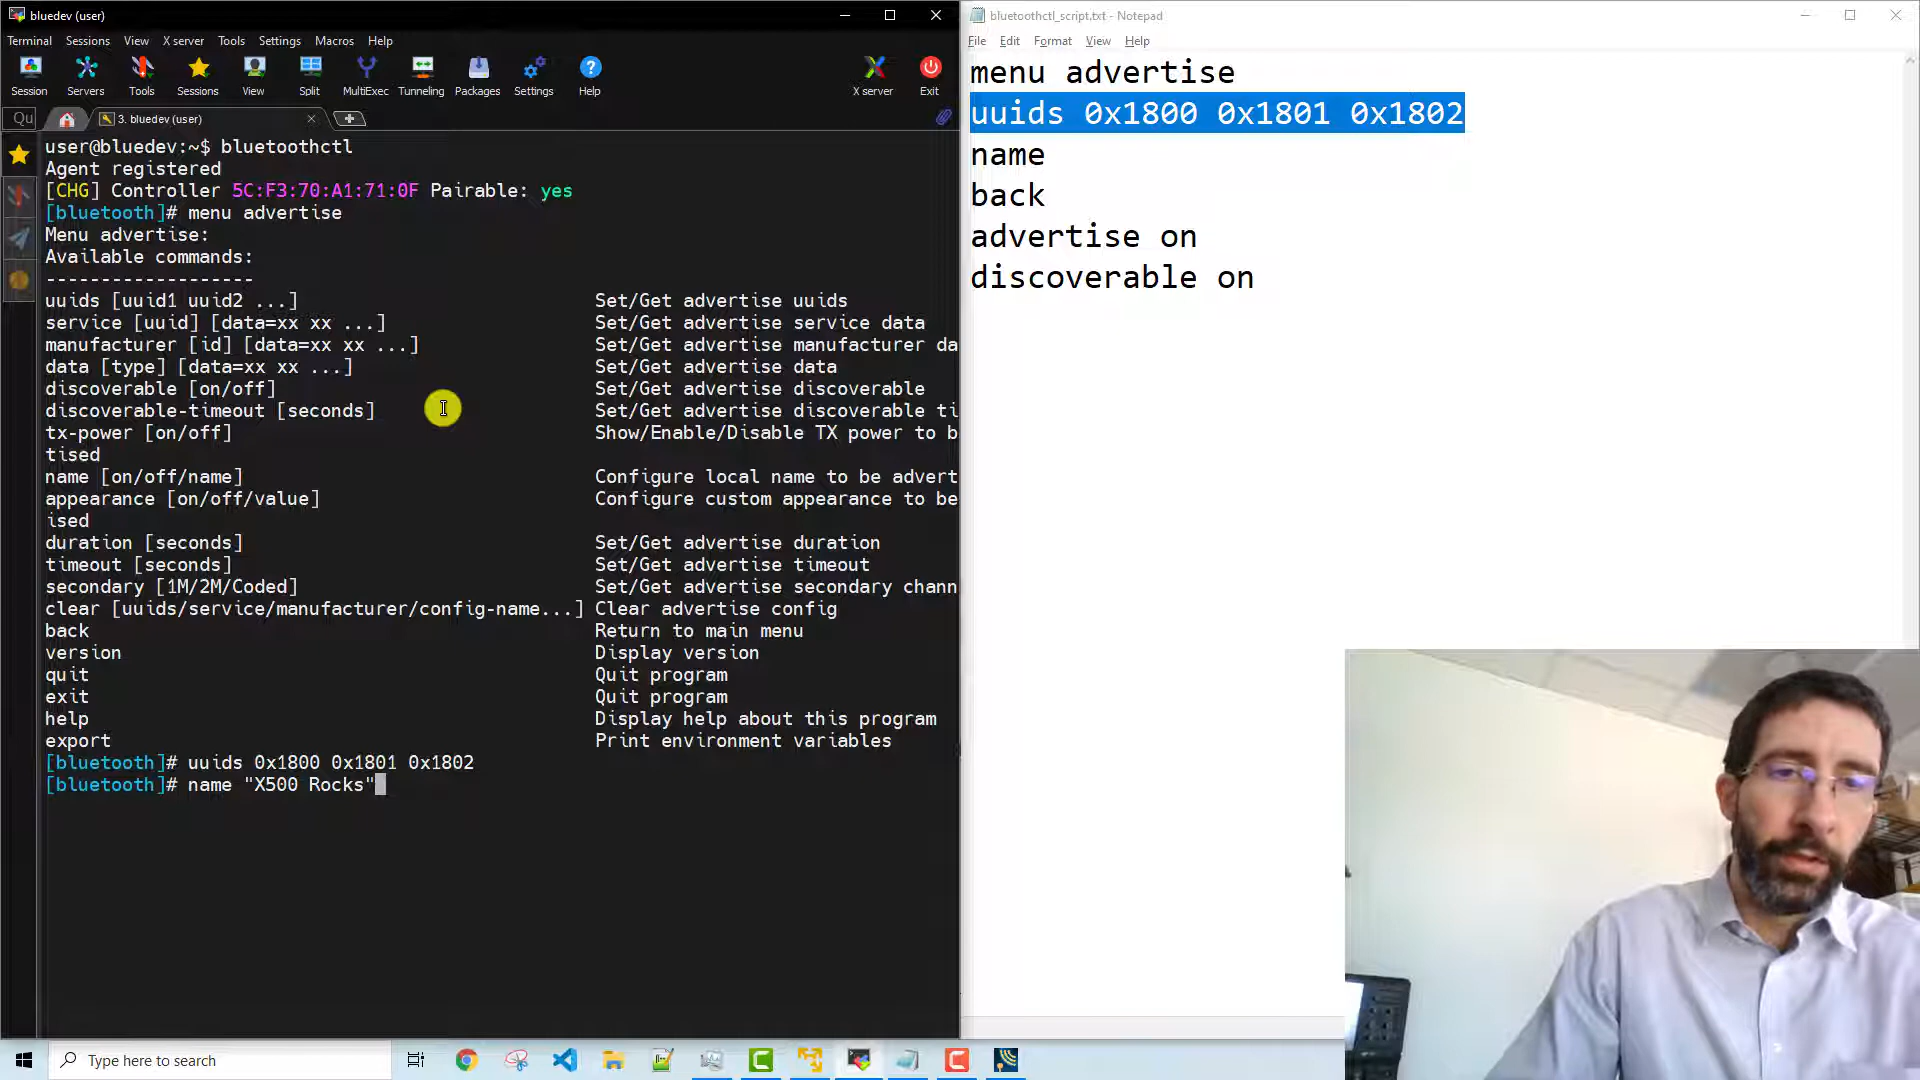 bluedev (user)
Terminal Sessions View X server Tools Settings Macros Help
Session Servers Tools Sessions View Split MultiExec Tunneling Packages Settings Help X server Exit
Qu
3. bluedev (user)
user@bluedev:~$ bluetoothctl
Agent registered
[CHG] Controller 5C:F3:70:A1:71:0F Pairable: yes
[bluetooth]# menu advertise
Menu advertise:
Available commands:
-------------------
uuids [uuid1 uuid2 ...] Set/Get advertise uuids
service [uuid] [data=xx xx ...] Set/Get advertise service data
manufacturer [id] [data=xx xx ...] Set/Get advertise manufacturer da
data [type] [data=xx xx ...] Set/Get advertise data
discoverable [on/off] Set/Get advertise discoverable
discoverable-timeout [seconds] Set/Get advertise discoverable ti
tx-power [on/off] Show/Enable/Disable TX power to b
tised
name [on/off/name] Configure local name to be advert
appearance [on/off/value] Configure custom appearance to be
ised
duration [seconds] Set/Get advertise duration
timeout [seconds] Set/Get advertise timeout
secondary [1M/2M/Coded] Set/Get advertise secondary chann
clear [uuids/service/manufacturer/config-name...] Clear advertise config
back Return to main menu
version Display version
quit Quit program
exit Quit program
help Display help about this program
export Print environment variables
[bluetooth]# uuids 0x1800 0x1801 0x1802
[bluetooth]# name "X500 Rocks"
bluetoothctl_script.txt - Notepad
File Edit Format View Help
menu advertise
uuids 0x1800 0x1801 0x1802
name
back
advertise on
discoverable on
Type here to search